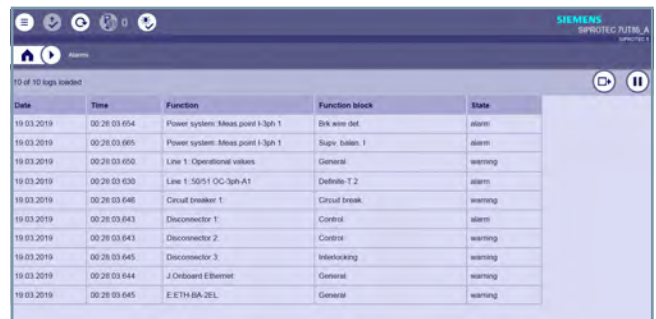 0
SIEMENS
SIPROTEC 7UT85_A
SIPROTEC 5
Alarms
10 of 10 logs loaded
Date Time Function Function block State
19.03.2019 00:28:03:654 Power system: Meas.point I-3ph 1 Brk.wire det. alarm
19.03.2019 00:28:03:665 Power system: Meas.point I-3ph 1 Supv. balan. I alarm
19.03.2019 00:28:03:650 Line 1: Operational values General warning
19.03.2019 00:28:03:630 Line 1: 50/51 OC-3ph-A1 Definite-T 2 alarm
19.03.2019 00:28:03:646 Circuit breaker 1: Circuit break. warning
19.03.2019 00:28:03:643 Disconnector 1: Control alarm
19.03.2019 00:28:03:643 Disconnector 2: Control warning
19.03.2019 00:28:03:645 Disconnector 3: Interlocking warning
19.03.2019 00:28:03:644 J:Onboard Ethernet: General warning
19.03.2019 00:28:03:645 E:ETH-BA-2EL: General warning